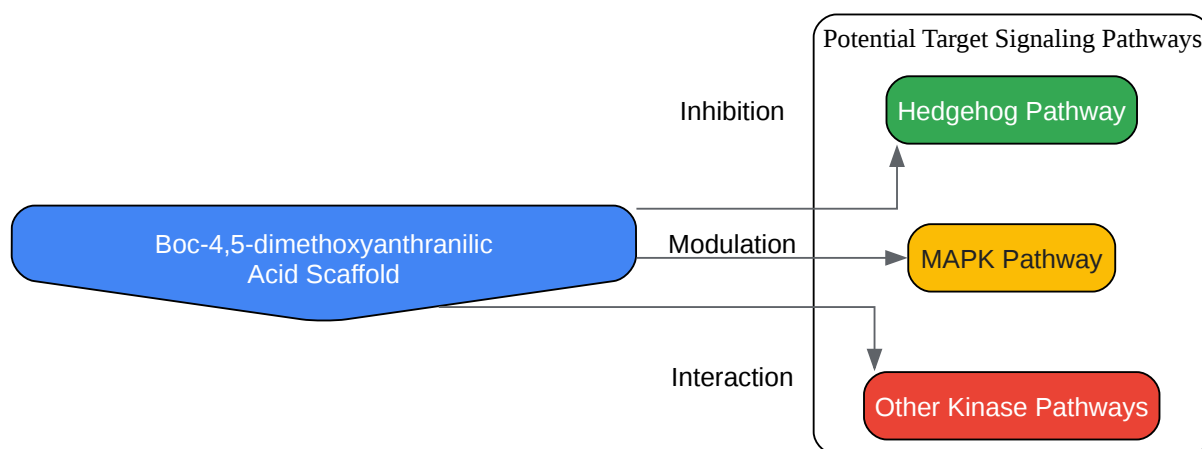 Potential Target Signaling Pathways
Inhibition
Hedgehog Pathway
Boc-4,5-dimethoxyanthranilic
Acid Scaffold
Modulation
MAPK Pathway
Interaction
Other Kinase Pathways